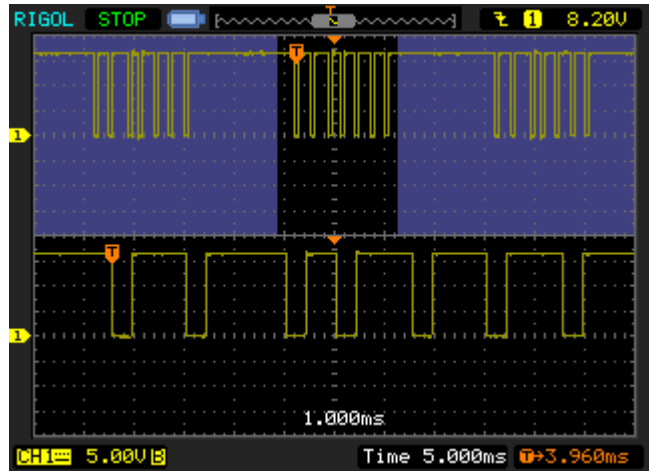 RIGOL STOP T 1 8.20V
T
1
T
1
1.000ms
CH1 5.00V B Time 5.000ms T→3.960ms